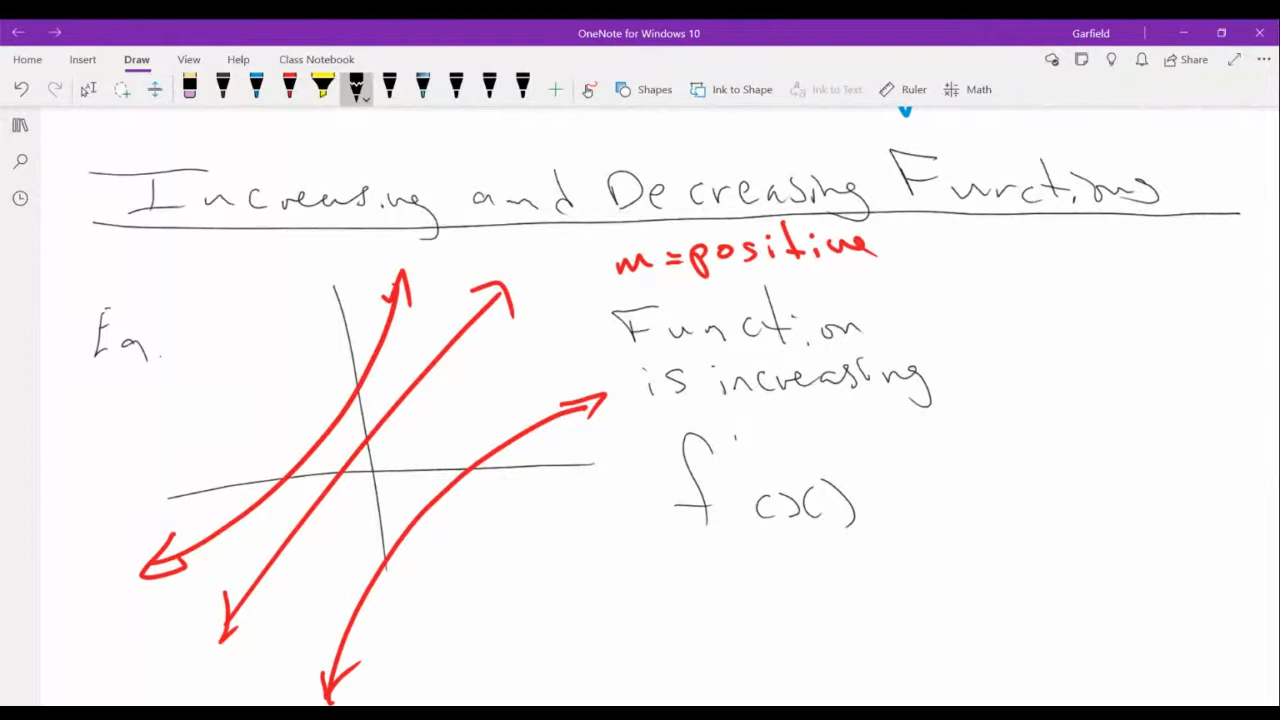 OneNote for Windows 10
Garfield
Home Insert Draw View Help Class Notebook
Share
Shapes Ink to Shape Ink to Text Ruler Math
Increasing and Decreasing Functions
m = positive
Eg.
Function
is increasing
f'(x)